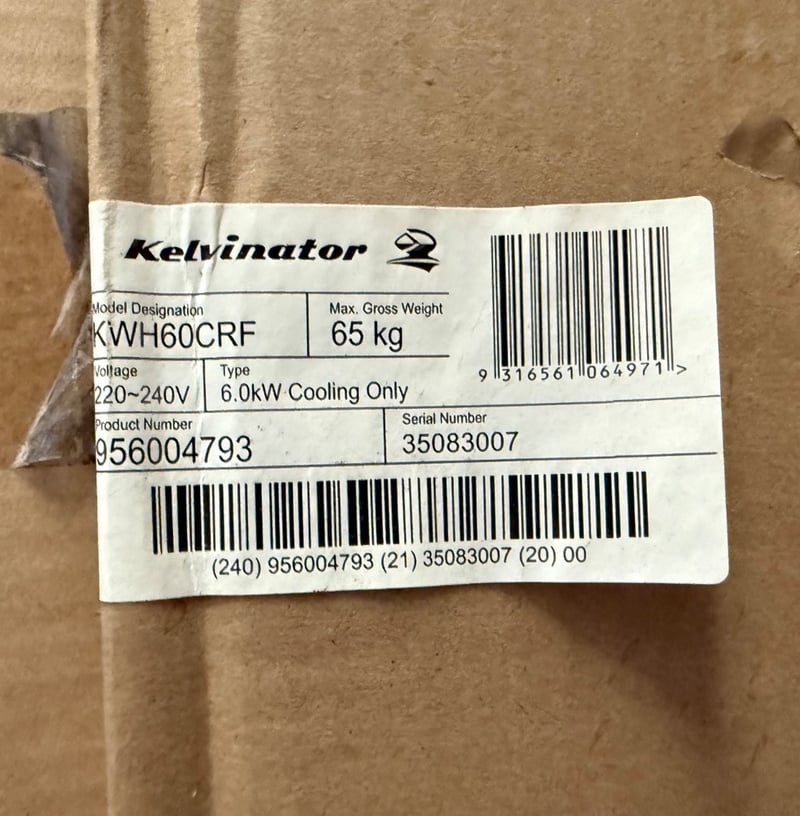 Kelvinator
Model Designation
KWH60CRF
Max. Gross Weight
65 kg
9 316561 064971 >
Voltage
220~240V
Type
6.0kW Cooling Only
Product Number
956004793
Serial Number
35083007
(240) 956004793 (21) 35083007 (20) 00